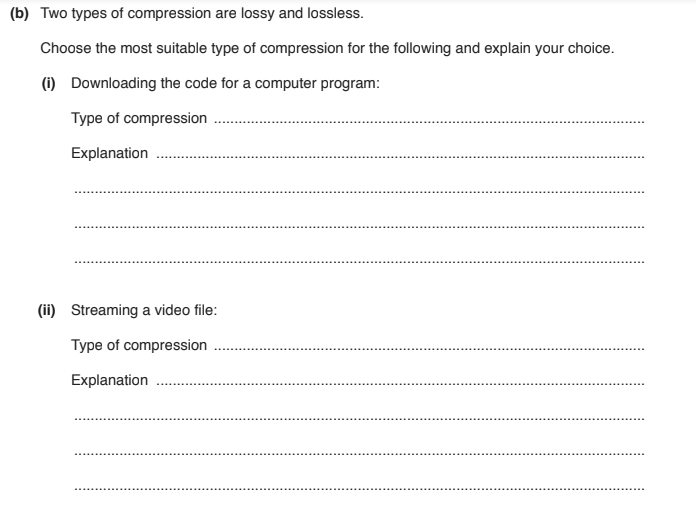 (b) Two types of compression are lossy and lossless.
Choose the most suitable type of compression for the following and explain your choice.
(i) Downloading the code for a computer program:
Type of compression ....................................................................................................
Explanation ....................................................................................................
....................................................................................................
....................................................................................................
....................................................................................................
(ii) Streaming a video file:
Type of compression ....................................................................................................
Explanation ....................................................................................................
....................................................................................................
....................................................................................................
....................................................................................................